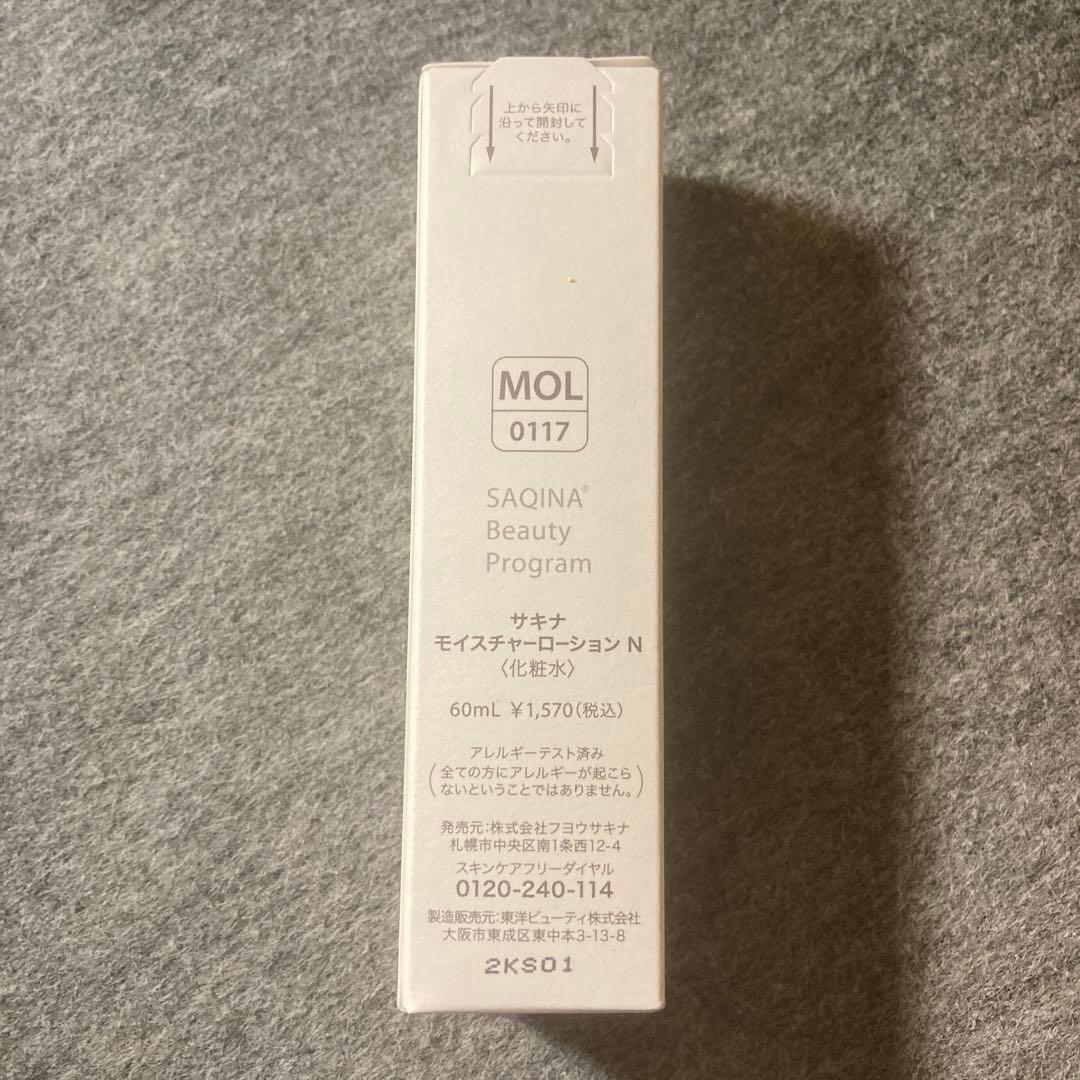 上から矢印に
沿って開封して
ください。
MOL
0117
SAQINA®
Beauty
Program
サキナ
モイスチャーローション N
〈化粧水〉
60mL ¥1,570(税込)
アレルギーテスト済み
(全ての方にアレルギーが起こら
ないということではありません。)
発売元:株式会社フヨウサキナ
札幌市中央区南1条西12-4
スキンケアフリーダイヤル
0120-240-114
製造販売元:東洋ビューティ株式会社
大阪市東成区東中本3-13-8
2KS01